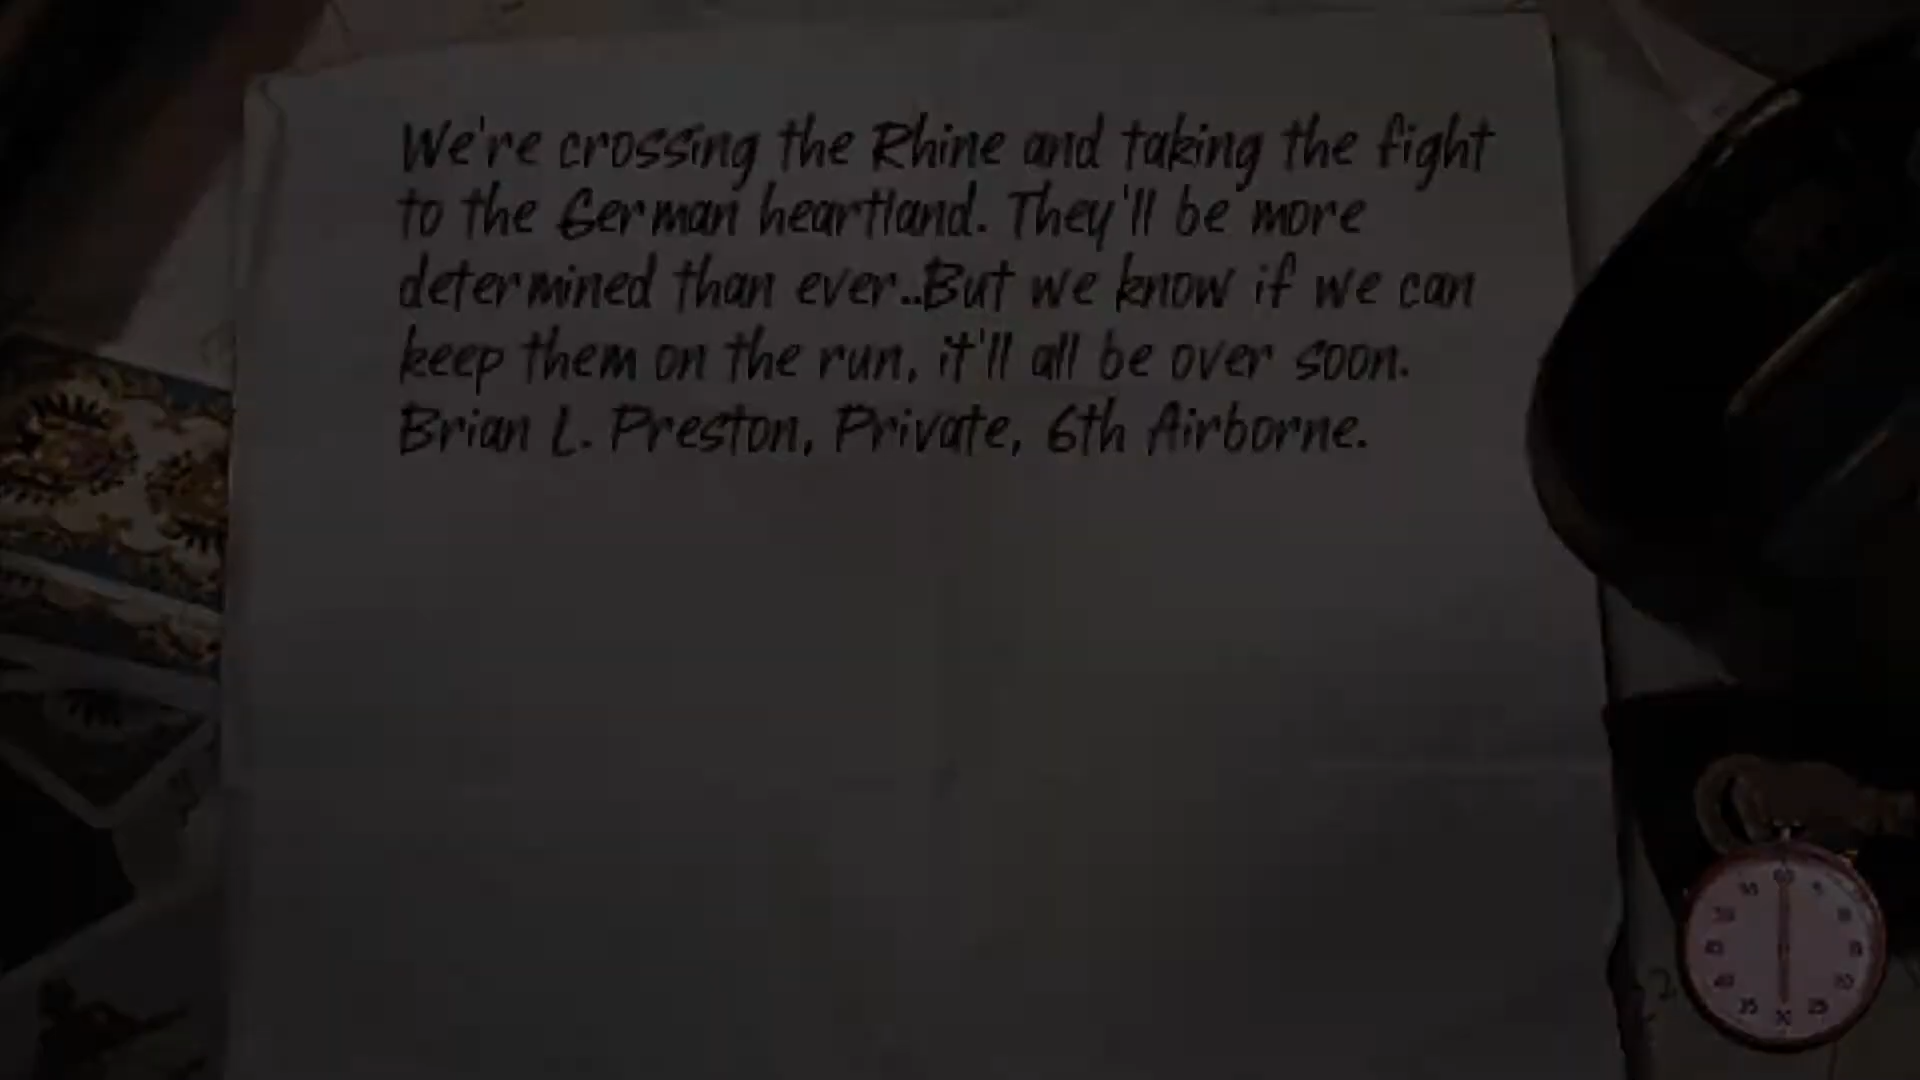 We're crossing the Rhine and taking the fight
to the German heartland. They'll be more
determined than ever..But we know if we can
keep them on the run, it'll all be over soon.
Brian L. Preston, Private, 6th Airborne.